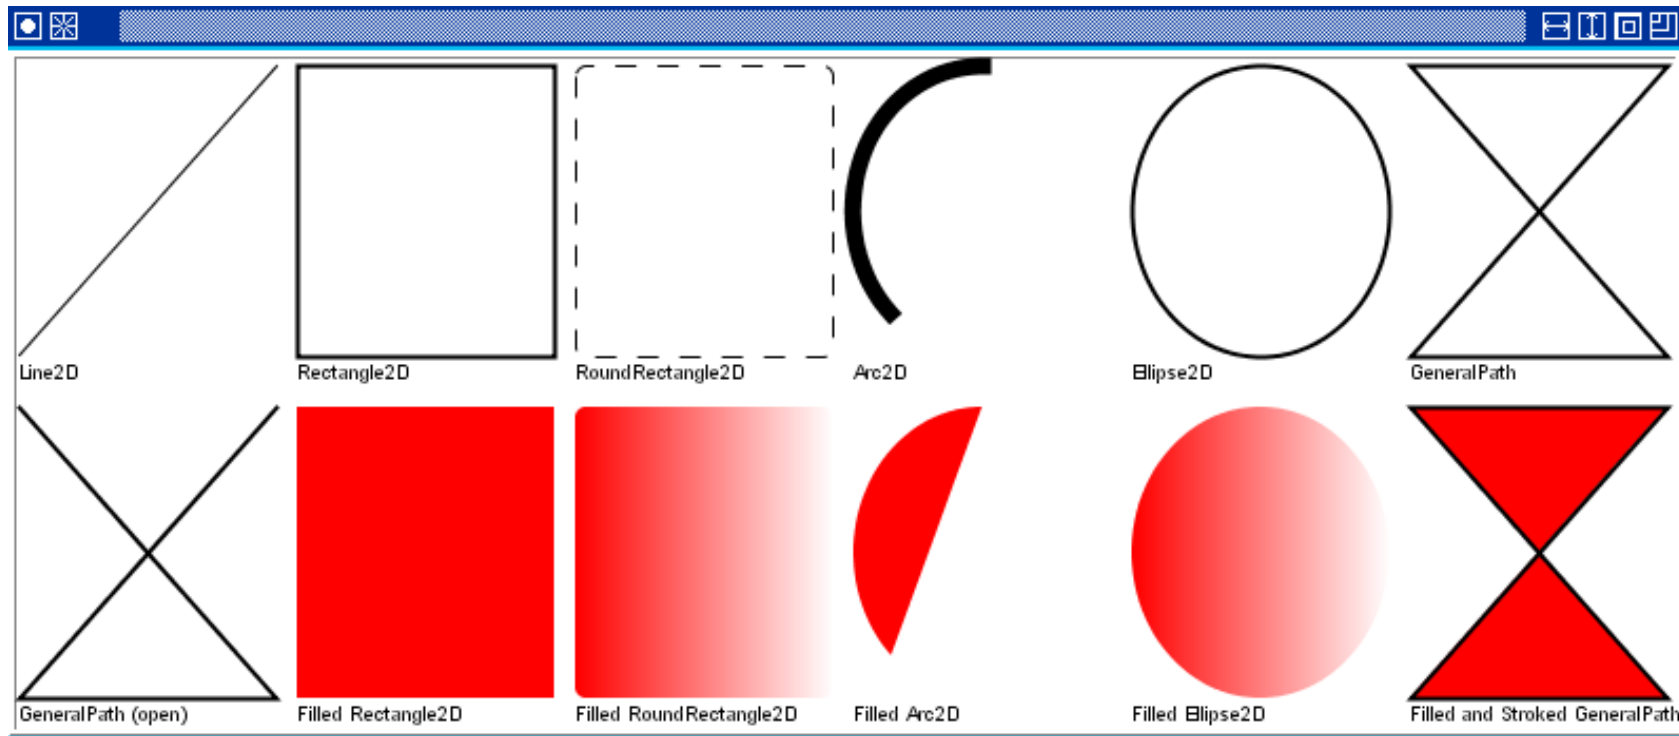 Line2D
Rectangle2D
RoundRectangle2D
Arc2D
Ellipse2D
GeneralPath
GeneralPath (open)
Filled Rectangle2D
Filled RoundRectangle2D
Filled Arc2D
Filled Ellipse2D
Filled and Stroked GeneralPath